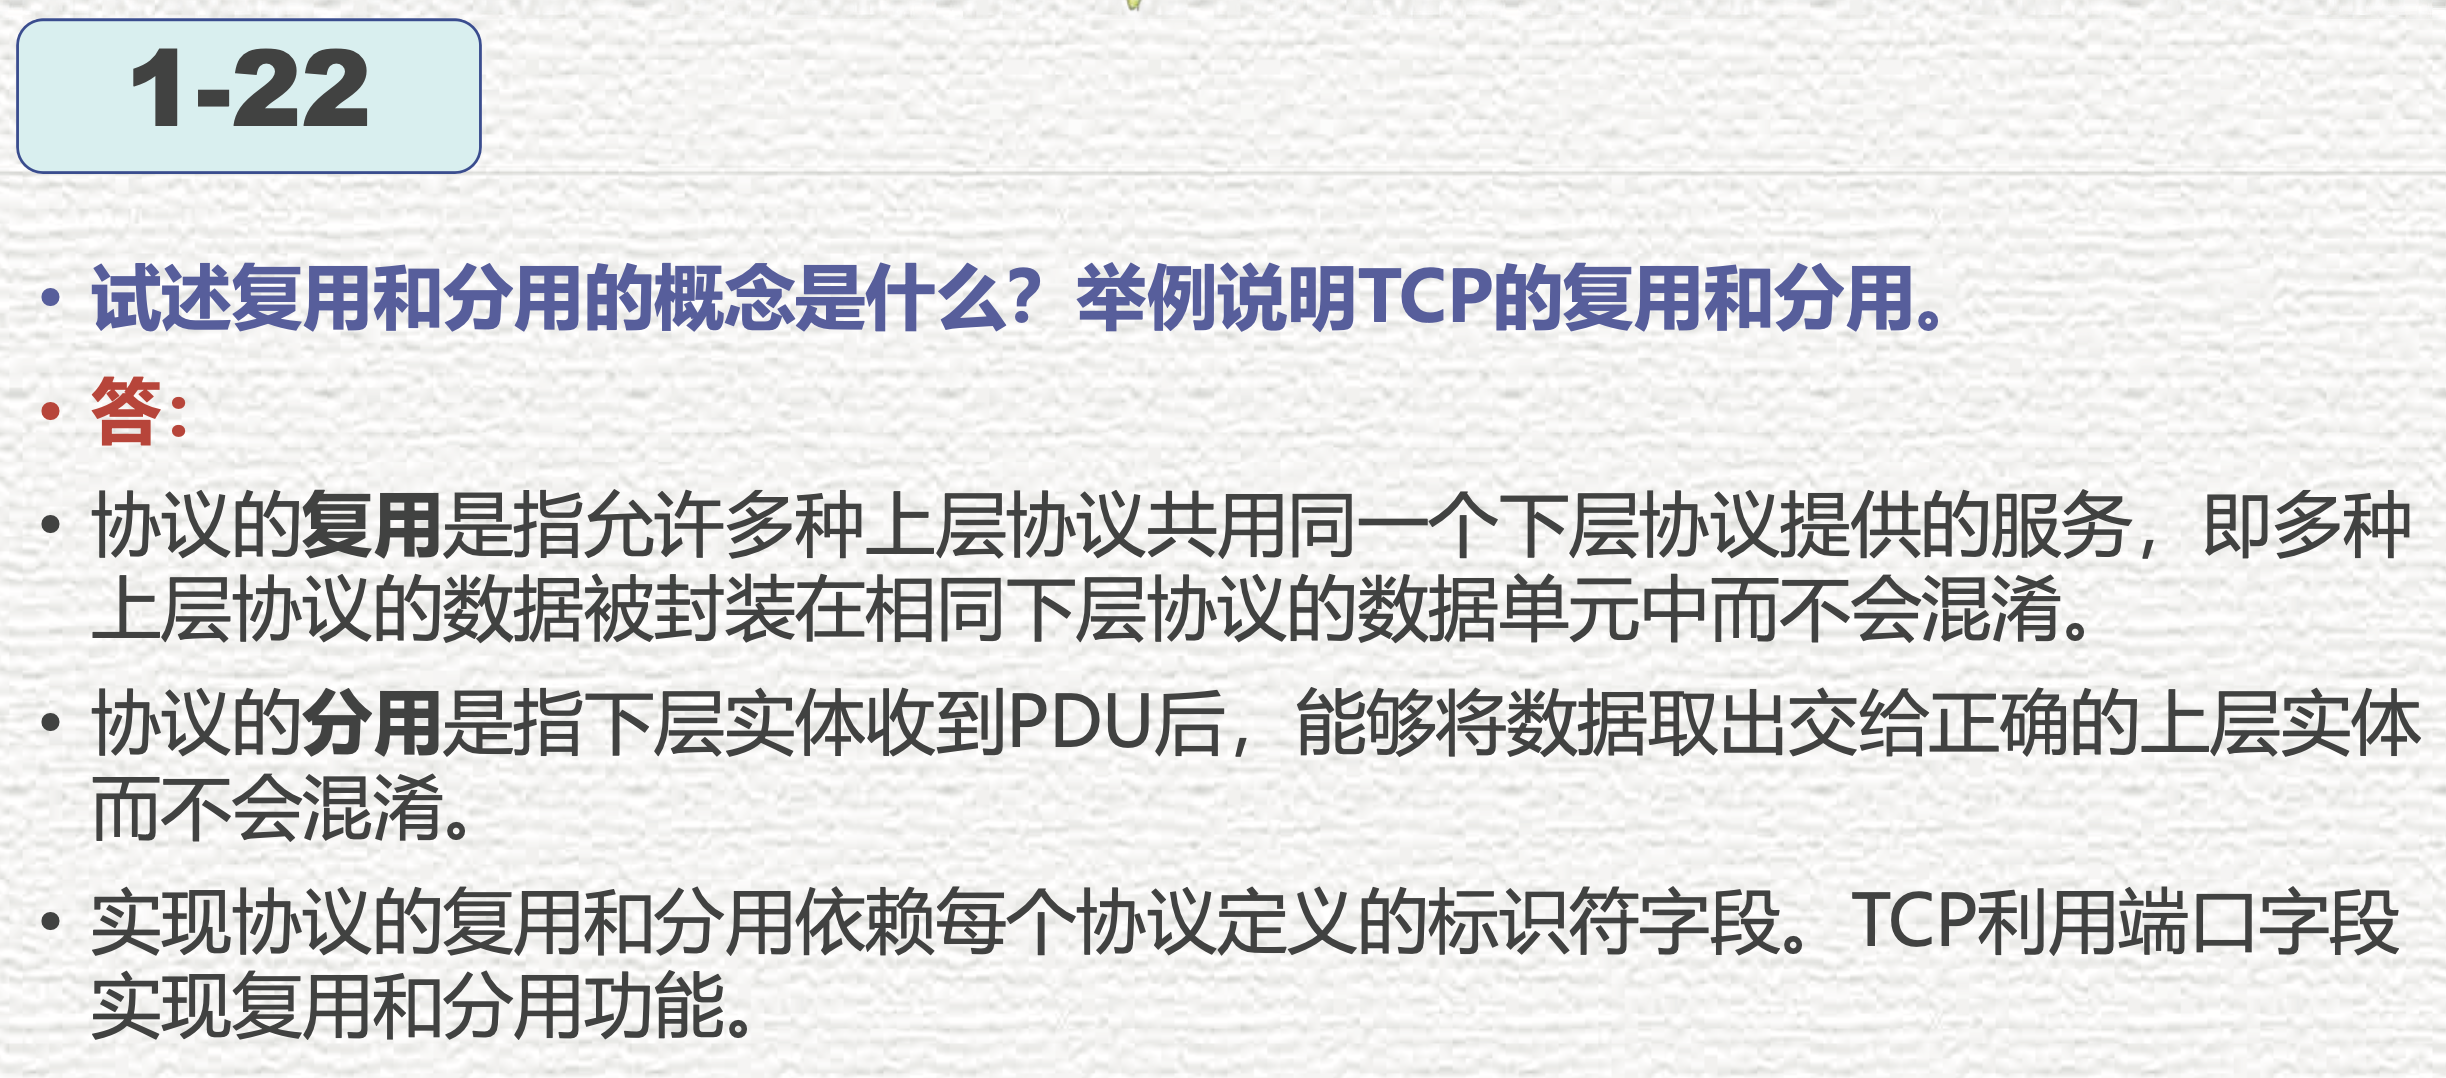 1-22
• 试述复用和分用的概念是什么？举例说明TCP的复用和分用。
• 答：
• 协议的复用是指允许多种上层协议共用同一个下层协议提供的服务，即多种
上层协议的数据被封装在相同下层协议的数据单元中而不会混淆。
• 协议的分用是指下层实体收到PDU后，能够将数据取出交给正确的上层实体
而不会混淆。
• 实现协议的复用和分用依赖每个协议定义的标识符字段。TCP利用端口字段
实现复用和分用功能。